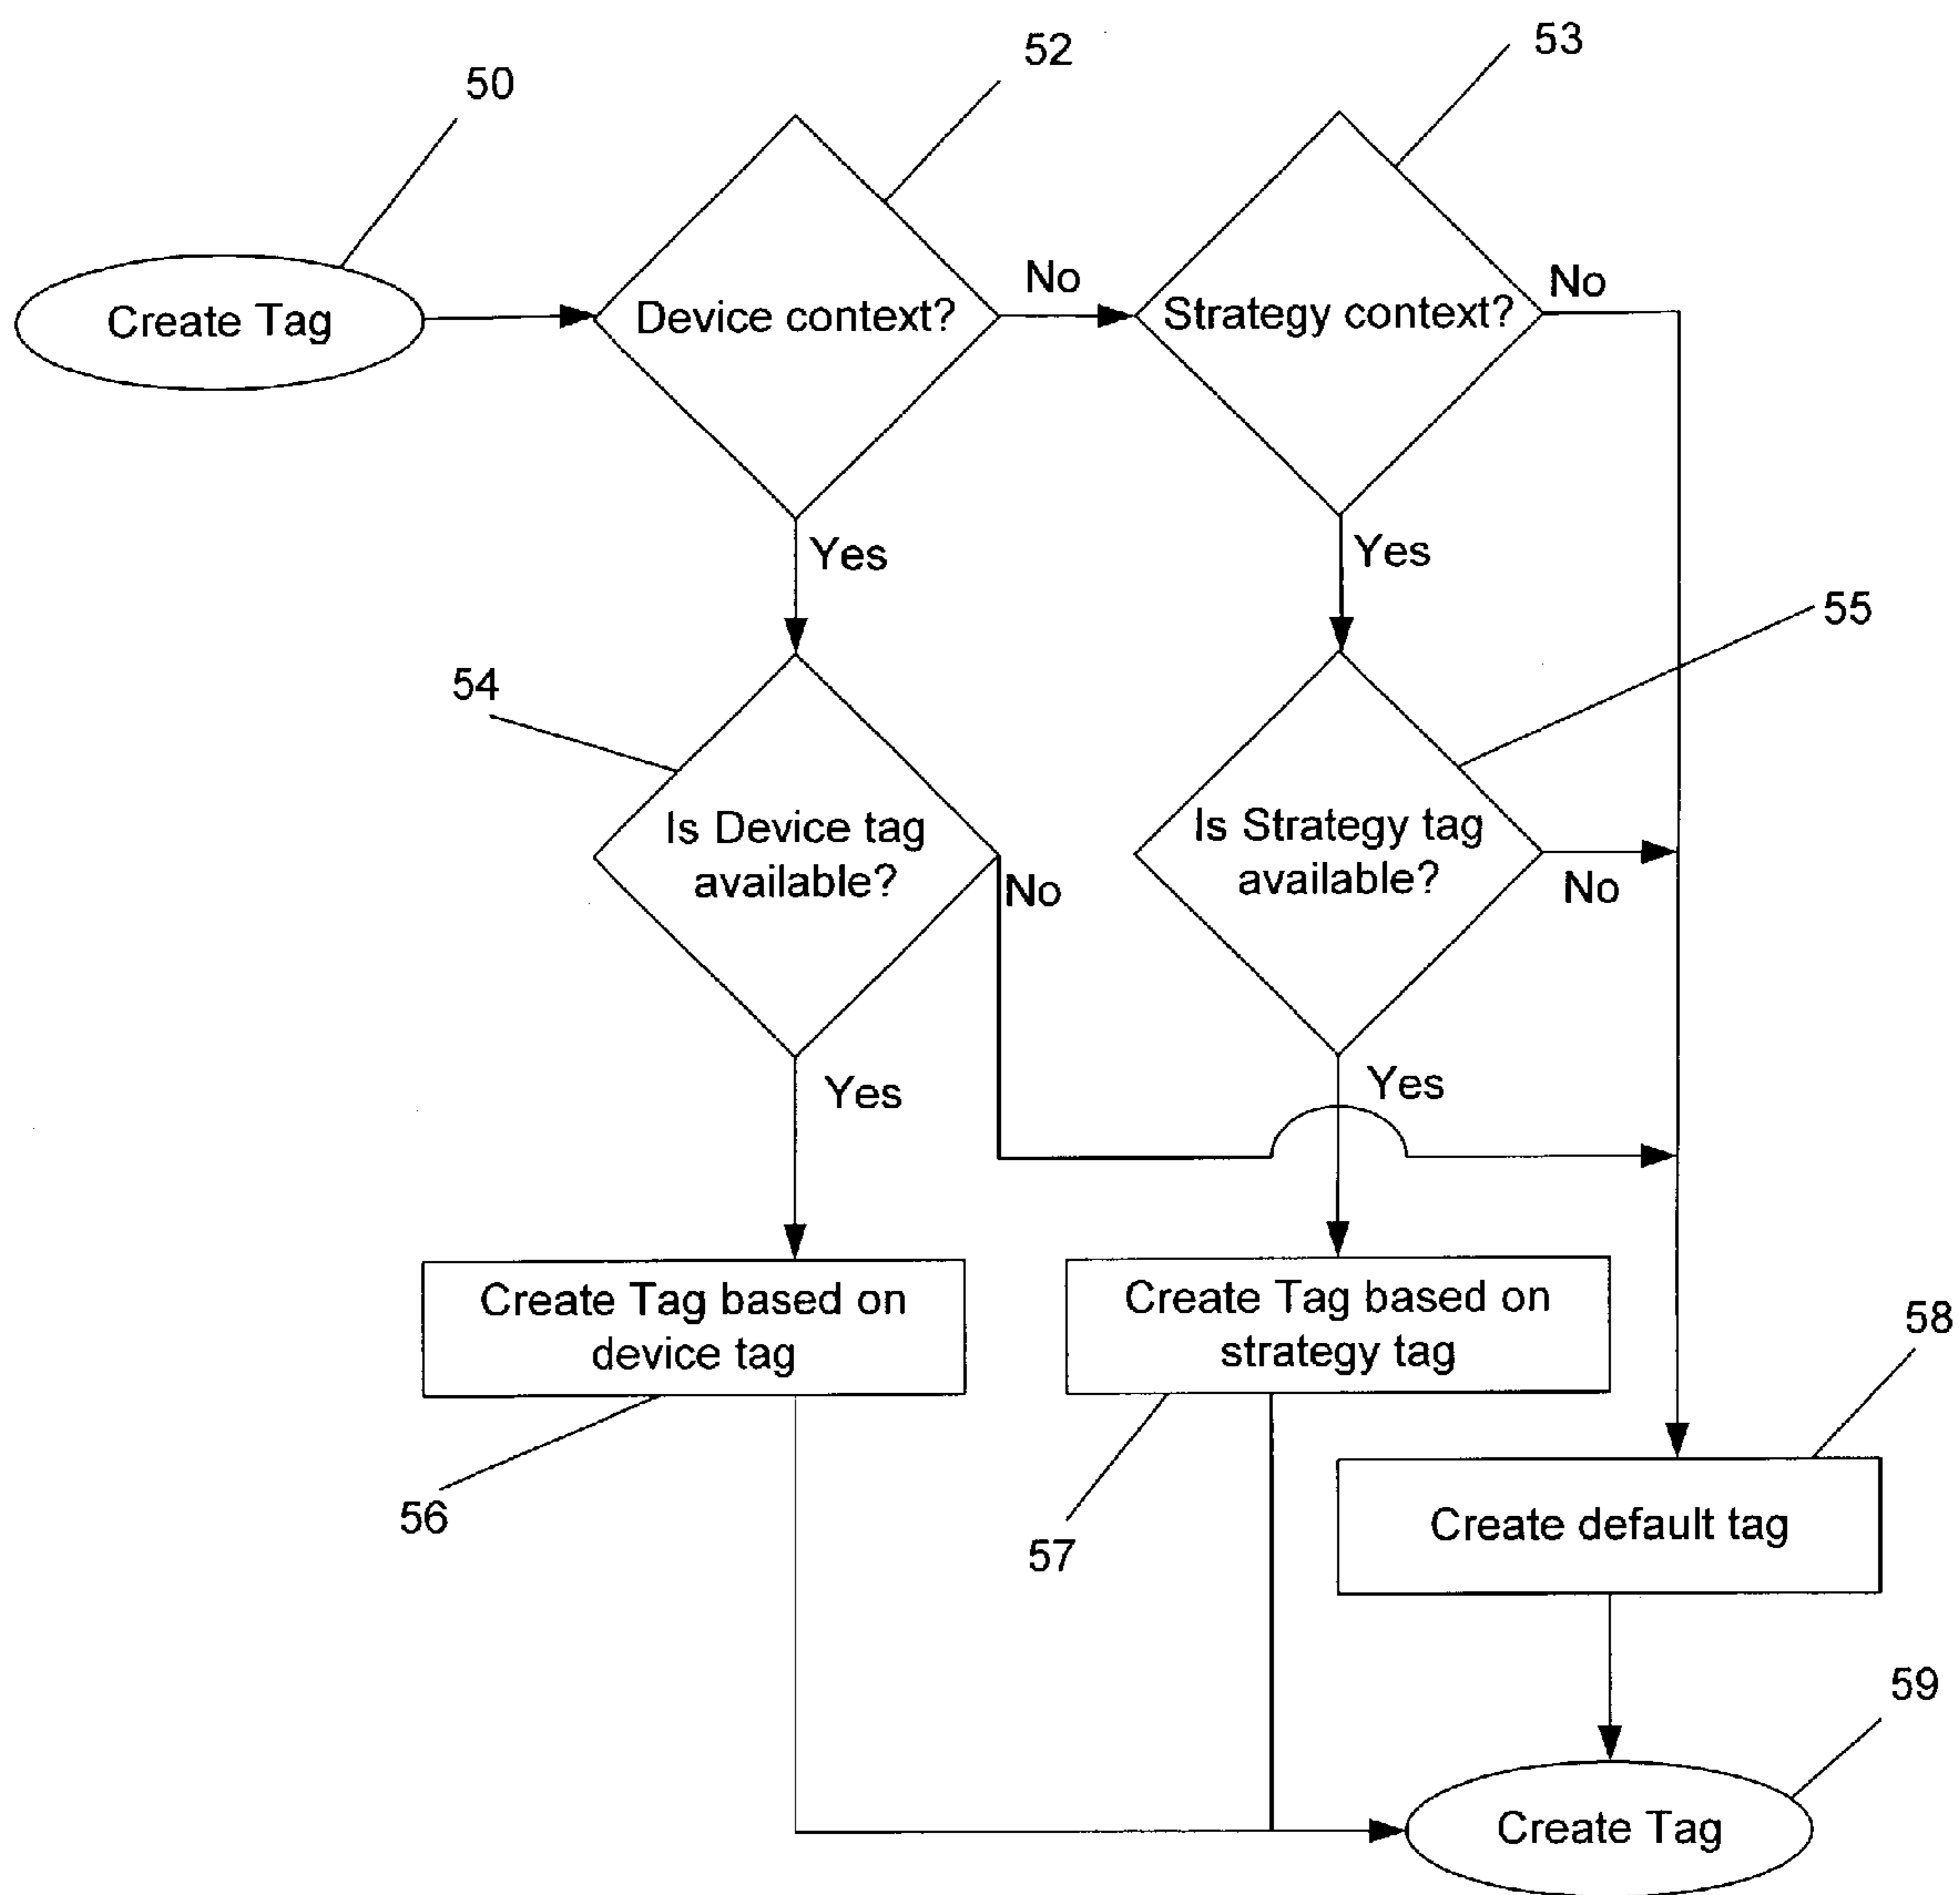 52
53
50
Create Tag
Device context?
No
Strategy context?
No
Yes
Yes
55
54
Is Device tag
available?
No
Is Strategy tag
available?
No
Yes
Yes
Create Tag based on
device tag
Create Tag based on
strategy tag
58
56
57
Create default tag
59
Create Tag